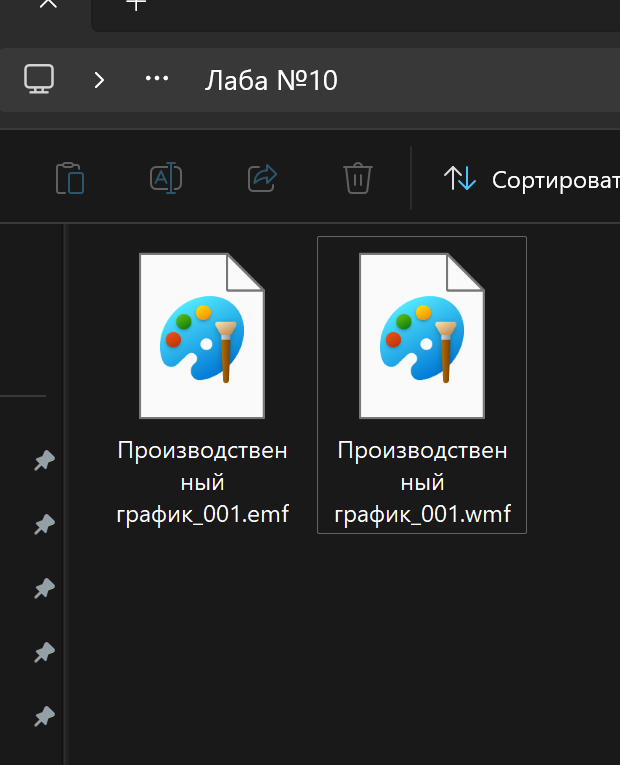 Лаба №10
Сортироват
Производствен
ный
график_001.emf
Производствен
ный
график_001.wmf